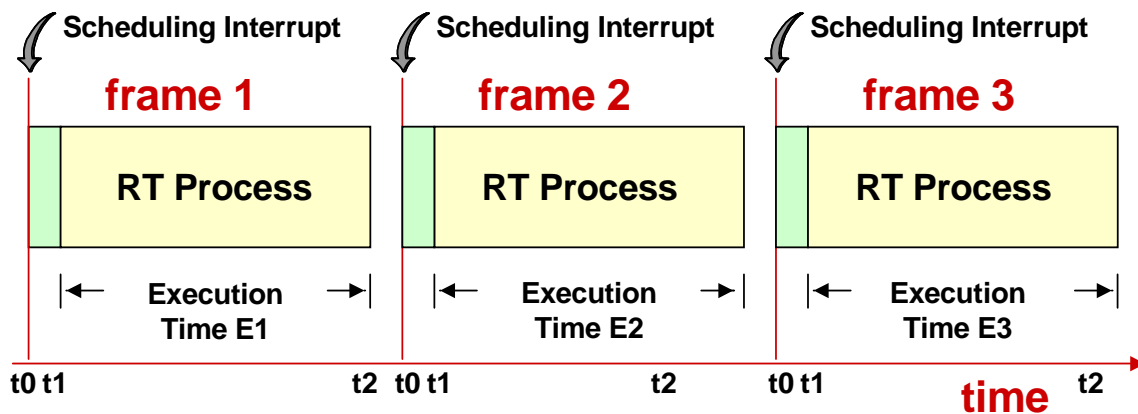 Scheduling Interrupt Scheduling Interrupt Scheduling Interrupt
frame 1 frame 2 frame 3
RT Process RT Process RT Process
Execution Execution Execution
Time E1 Time E2 Time E3
t0 t1 t2 t0 t1 t2 t0 t1 t2
time